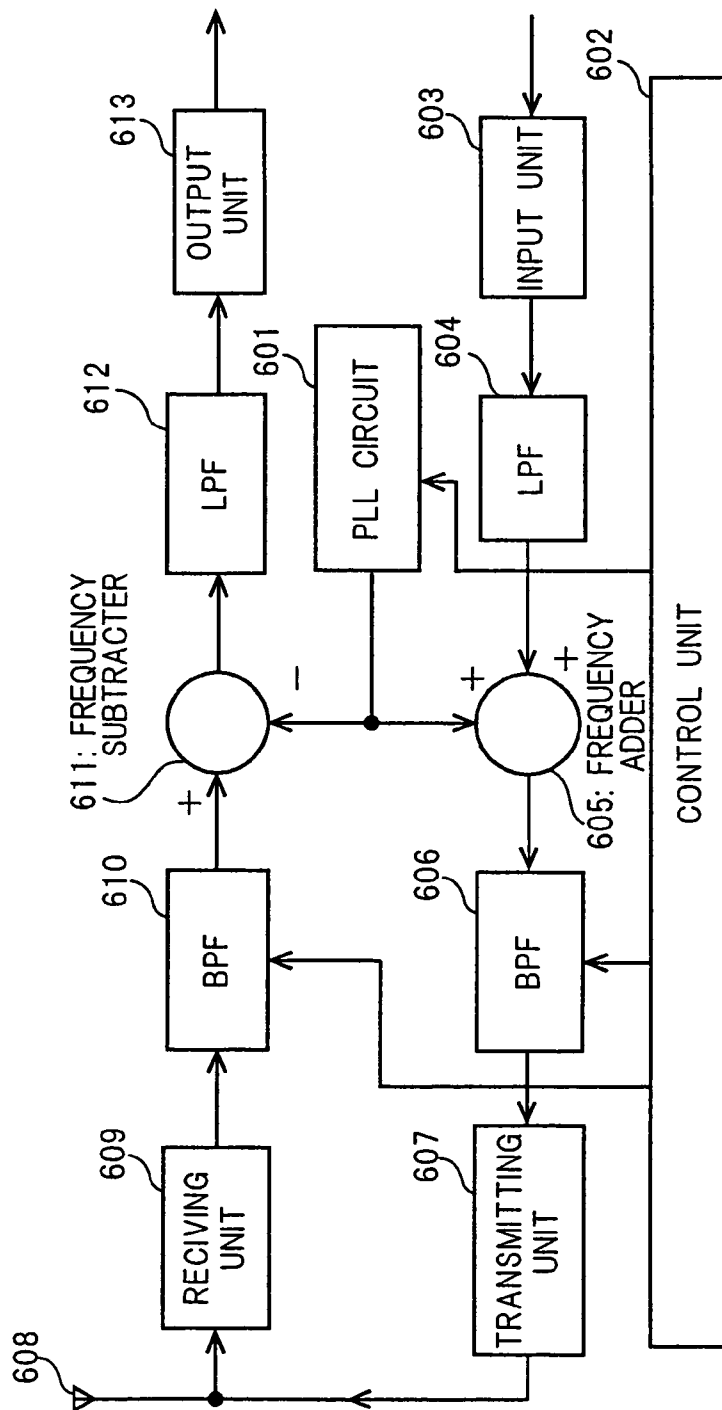 608
609
RECIVING
UNIT
610
BPF
+
611: FREQUENCY
SUBTRACTER
-
612
LPF
613
OUTPUT
UNIT
601
PLL CIRCUIT
607
TRANSMITTING
UNIT
606
BPF
605: FREQUENCY
ADDER
+
+
604
LPF
603
INPUT UNIT
602
CONTROL UNIT